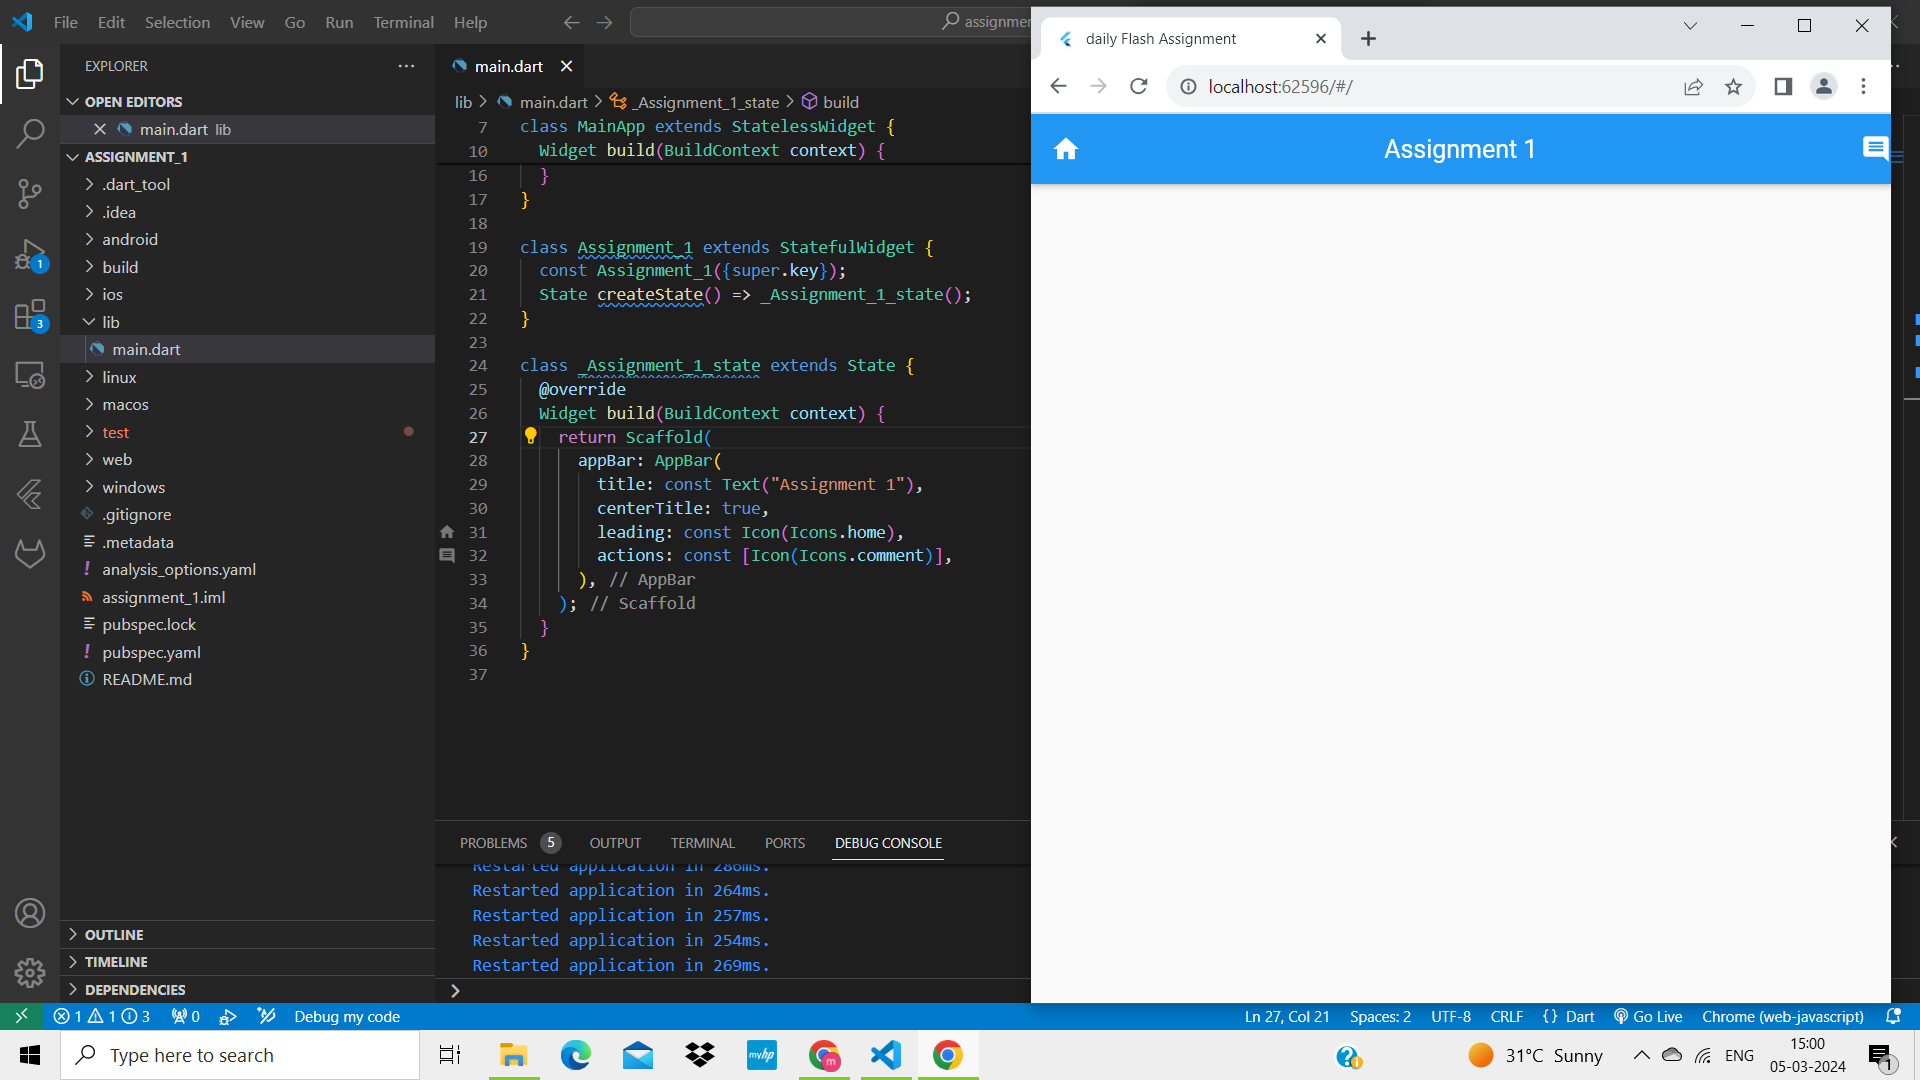 File Edit Selection View Go Run Terminal Help
EXPLORER
OPEN EDITORS
main.dart lib
ASSIGNMENT_1
.dart_tool
.idea
android
build
ios
lib
main.dart
linux
macos
test
web
windows
.gitignore
.metadata
analysis_options.yaml
assignment_1.iml
pubspec.lock
pubspec.yaml
README.md
OUTLINE
TIMELINE
DEPENDENCIES
1
3
main.dart
lib > main.dart > _Assignment_1_state > build
7 class MainApp extends StatelessWidget {
10 Widget build(BuildContext context) {
16 }
17 }
18
19 class Assignment_1 extends StatefulWidget {
20 const Assignment_1({super.key});
21 State createState() => _Assignment_1_state();
22 }
23
24 class _Assignment_1_state extends State {
25 @override
26 Widget build(BuildContext context) {
27 return Scaffold(
28 appBar: AppBar(
29 title: const Text("Assignment 1"),
30 centerTitle: true,
31 leading: const Icon(Icons.home),
32 actions: const [Icon(Icons.comment)],
33 ), // AppBar
34 ); // Scaffold
35 }
36 }
37
PROBLEMS 5 OUTPUT TERMINAL PORTS DEBUG CONSOLE
Restarted application in 286ms.
Restarted application in 264ms.
Restarted application in 257ms.
Restarted application in 254ms.
Restarted application in 269ms.
daily Flash Assignment
localhost:62596/#/
Assignment 1
1 1 3 0 Debug my code
Ln 27, Col 21 Spaces: 2 UTF-8 CRLF {} Dart Go Live Chrome (web-javascript)
Type here to search
myhp
m
31°C Sunny
ENG
15:00
05-03-2024
1